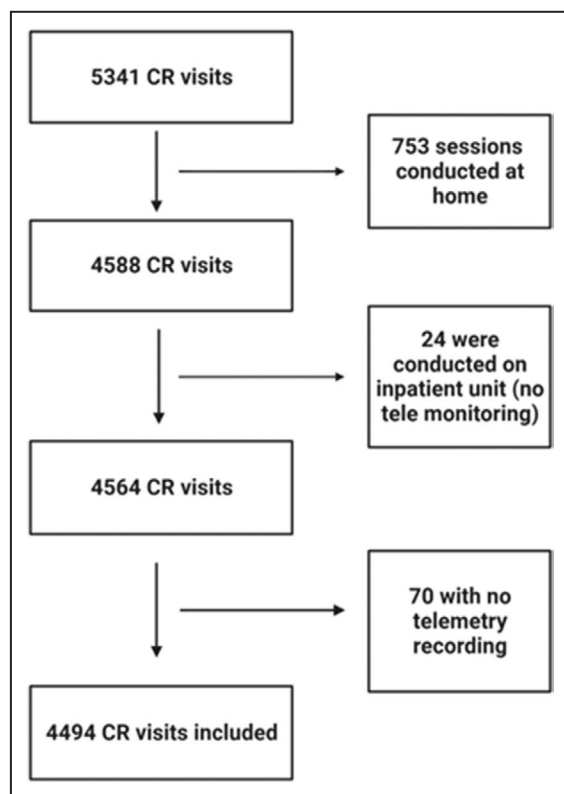 5341 CR visits
753 sessions
conducted at
home
4588 CR visits
24 were
conducted on
inpatient unit (no
tele monitoring)
4564 CR visits
70 with no
telemetry
recording
4494 CR visits included